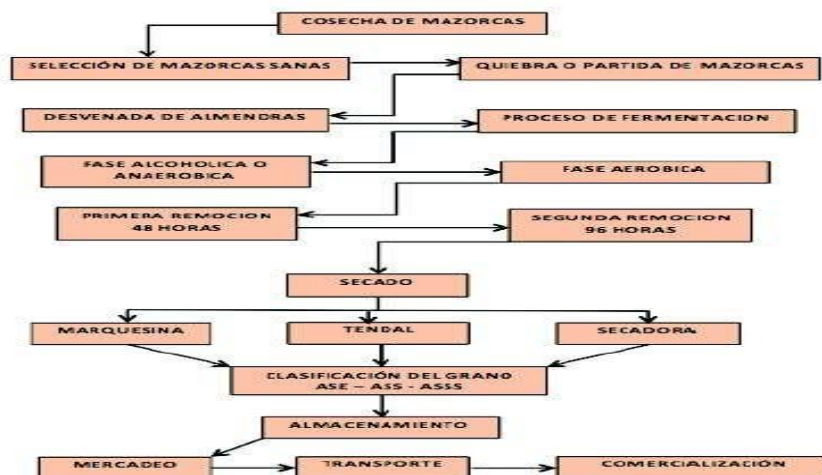 COSECHA DE MAZORCAS
SELECCIÓN DE MAZORCAS SANAS
QUIEBRA O PARTIDA DE MAZORCAS
DESVENADA DE ALMENDRAS
PROCESO DE FERMENTACION
FASE ALCOHOLICA O
ANAEROBICA
FASE AEROBICA
PRIMERA REMOCION
48 HORAS
SEGUNDA REMOCION
96 HORAS
SECADO
MARQUESINA
TENDAL
SECADORA
CLASIFICACIÓN DEL GRANO
ASE – ASS - ASSS
ALMACENAMIENTO
MERCADEO
TRANSPORTE
COMERCIALIZACIÓN